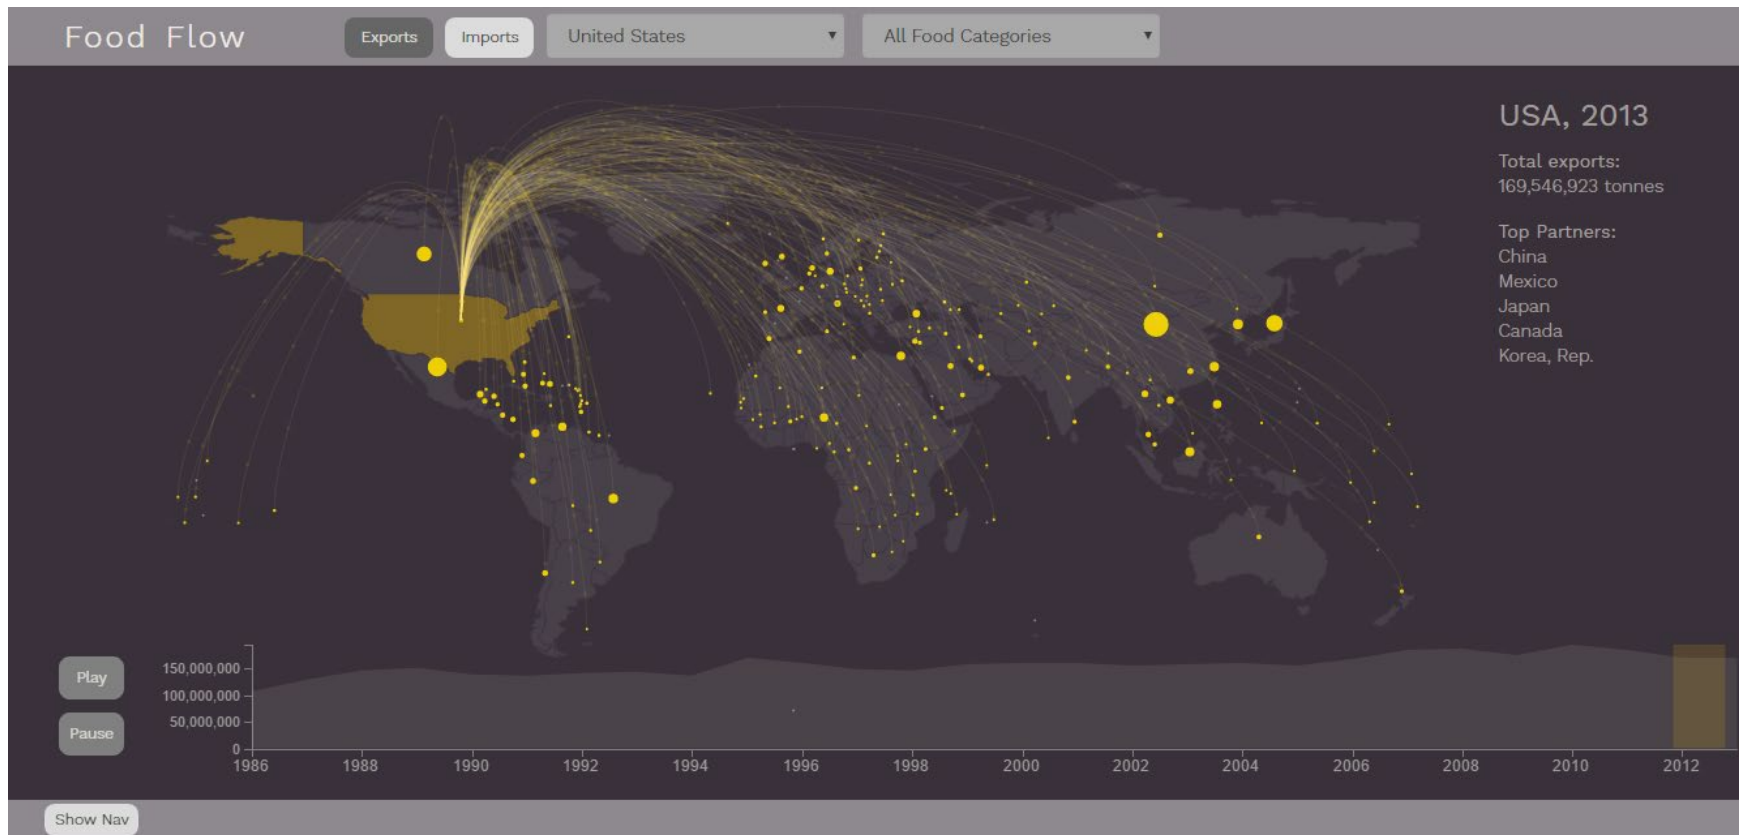 Food Flow
Exports
Imports
United States
All Food Categories
USA, 2013
Total exports:
169,546,923 tonnes
Top Partners:
China
Mexico
Japan
Canada
Korea, Rep.
Play
Pause
150,000,000
100,000,000
50,000,000
0
1986 1988 1990 1992 1994 1996 1998 2000 2002 2004 2006 2008 2010 2012
Show Nav